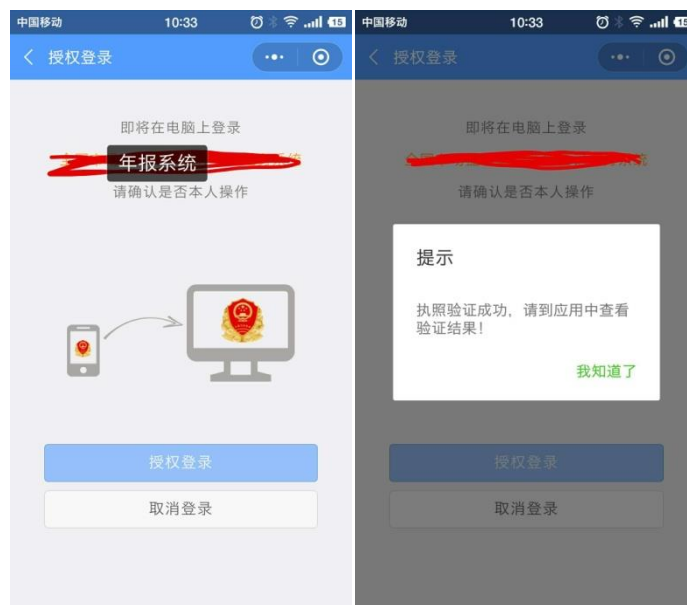 中国移动
10:33
15
授权登录
即将在电脑上登录
年报系统
请确认是否本人操作
授权登录
取消登录
中国移动
10:33
授权登录
即将在电脑上登录
统
请确认是否本人操作
提示
执照验证成功，请到应用中查看
验证结果！
我知道了
授权登录
取消登录